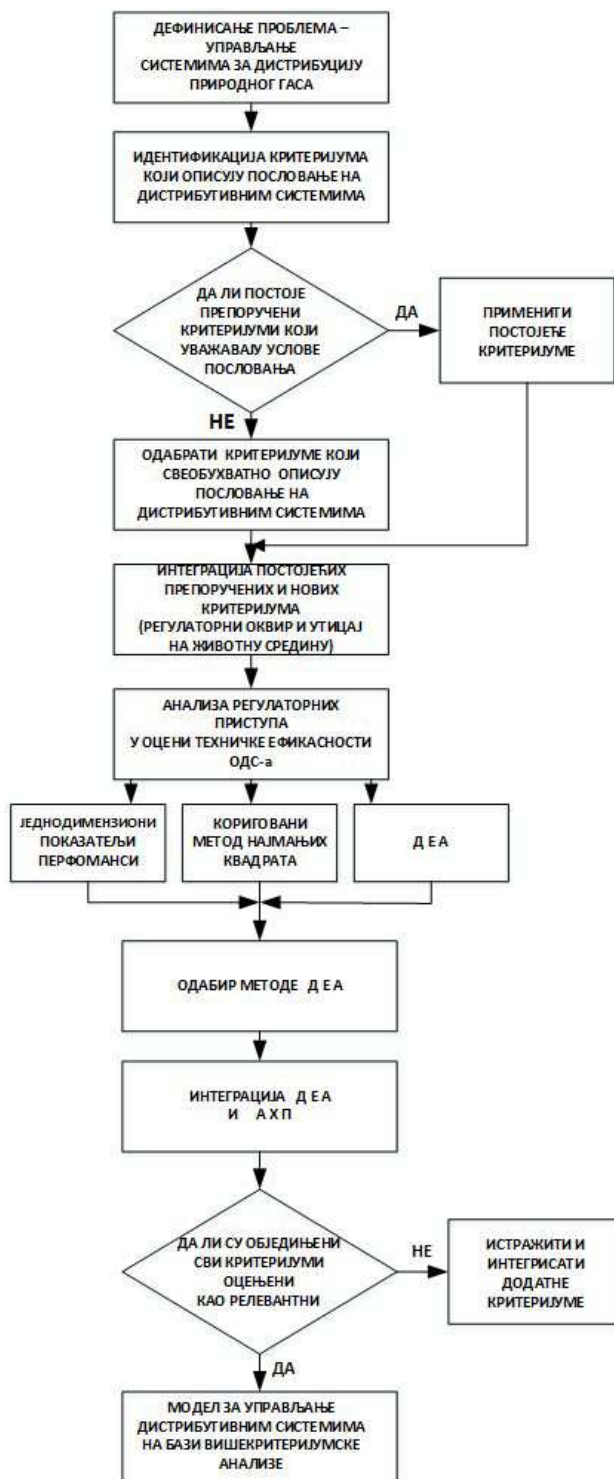 ДЕФИНИСАЊЕ ПРОБЛЕМА –
УПРАВЉАЊЕ
СИСТЕМИМА ЗА ДИСТРИБУЦИЈУ
ПРИРОДНОГ ГАСА
ИДЕНТИФИКАЦИЈА КРИТЕРИЈУМА
КОЈИ ОПИСУЈУ ПОСЛОВАЊЕ НА
ДИСТРИБУТИВНИМ СИСТЕМИМА
ДА ЛИ ПОСТОЈЕ
ПРЕПОРУЧЕНИ
КРИТЕРИЈУМИ КОЈИ
УВАЖАВАЈУ УСЛОВЕ
ПОСЛОВАЊА
ДА
ПРИМЕНИТИ
ПОСТОЈЕЋЕ
КРИТЕРИЈУМЕ
НЕ
ОДАБРАТИ КРИТЕРИЈУМЕ КОЈИ
СВЕОБУХВАТНО ОПИСУЈУ
ПОСЛОВАЊЕ НА
ДИСТРИБУТИВНИМ СИСТЕМИМА
ИНТЕГРАЦИЈА ПОСТОЈЕЋИХ
ПРЕПОРУЧЕНИХ И НОВИХ
КРИТЕРИЈУМА
(РЕГУЛАТОРНИ ОКВИР И УТИЦАЈ
НА ЖИВОТНУ СРЕДИНУ)
АНАЛИЗА РЕГУЛАТОРНИХ
ПРИСТУПА
У ОЦЕНИ ТЕХНИЧКЕ ЕФИКАСНОСТИ
ОДС-а
ЈЕДНОДИМЕНЗИОНИ
ПОКАЗАТЕЉИ
ПЕРФОМАНСИ
КОРИГОВАНИ
МЕТОД НАЈМАЊИХ
КВАДРАТА
Д Е А
ОДАБИР МЕТОДЕ Д Е А
ИНТЕГРАЦИЈА Д Е А
И А Х П
ДА ЛИ СУ ОБЈЕДИЊЕНИ
СВИ КРИТЕРИЈУМИ
ОЦЕЊЕНИ
КАО РЕЛЕВАНТНИ
НЕ
ИСТРАЖИТИ И
ИНТЕГРИСАТИ
ДОДАТНЕ
КРИТЕРИЈУМЕ
ДА
МОДЕЛ ЗА УПРАВЉАЊЕ
ДИСТРИБУТИВНИМ СИСТЕМИМА
НА БАЗИ ВИШЕКРИТЕРИЈУМСКЕ
АНАЛИЗЕ